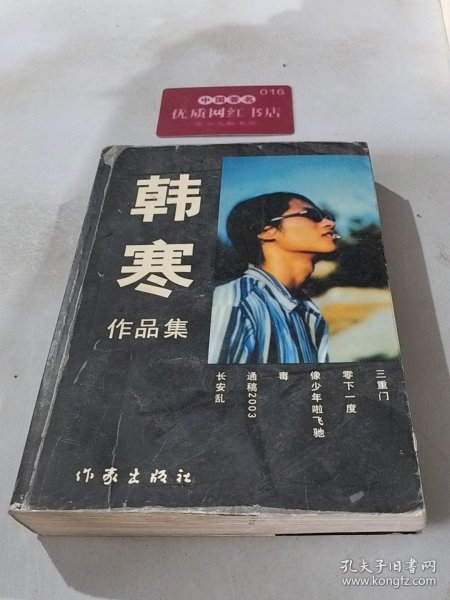 中国著名
016
优质网红书店
韩寒
作品集
三重门
零下一度
像少年啦飞驰
毒
通稿2003
长安乱
作家出版社
孔夫子旧书网
www.kongfz.com